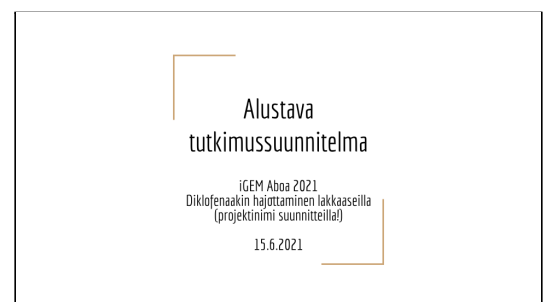 Alustava
tutkimussuunnitelma
iGEM Aboa 2021
Diklofenaakin hajottaminen lakkaaseilla
(projektinimi suunnitteilla!)
15.6.2021